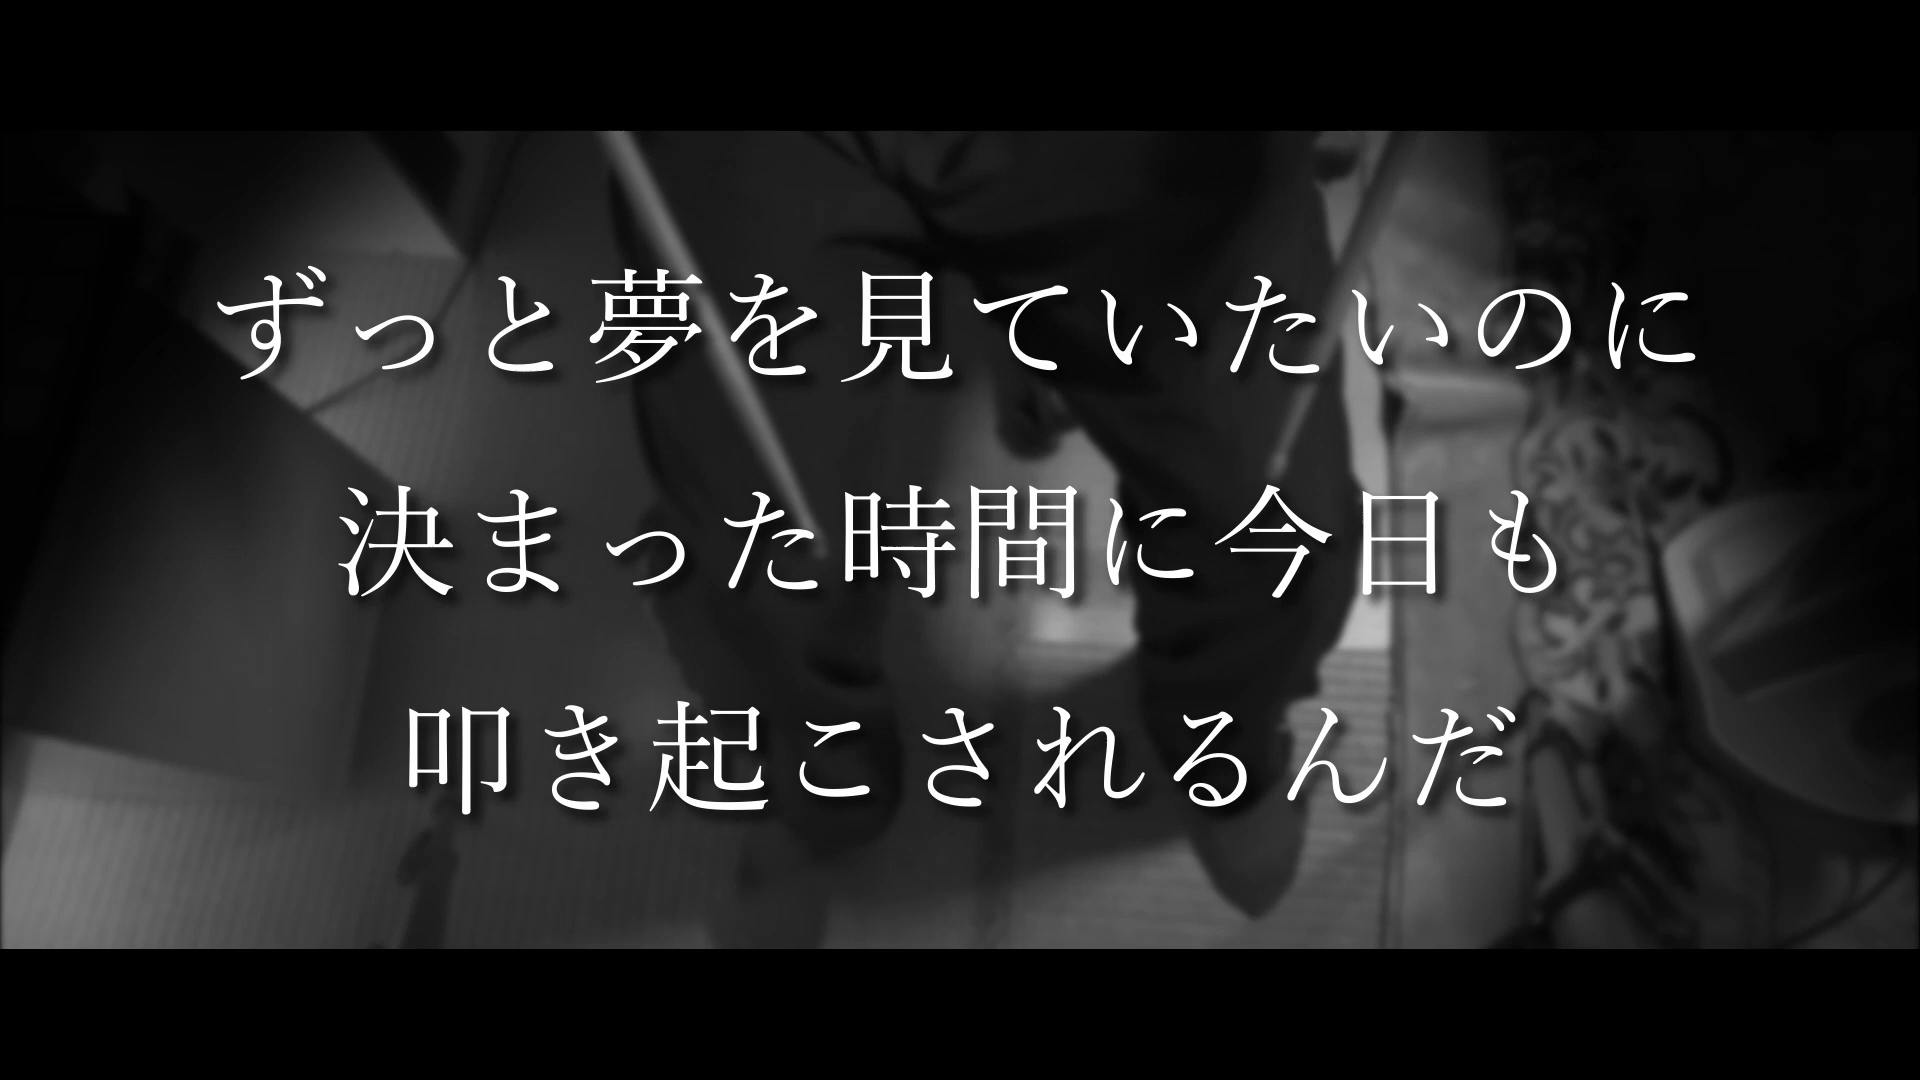 ずっと夢を見ていたいのに
決まった時間に今日も
叩き起こされるんだ